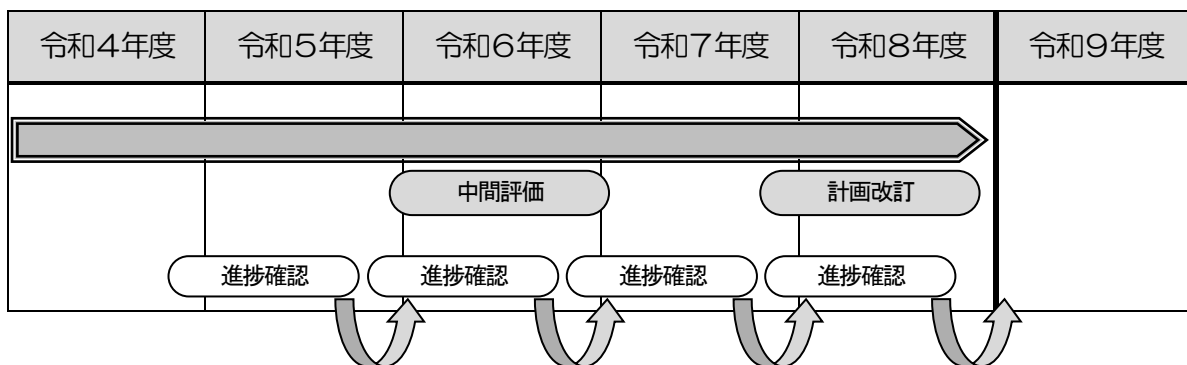 令和4年度 令和5年度 令和6年度 令和7年度 令和8年度 令和9年度
中間評価 計画改訂
進捗確認 進捗確認 進捗確認 進捗確認